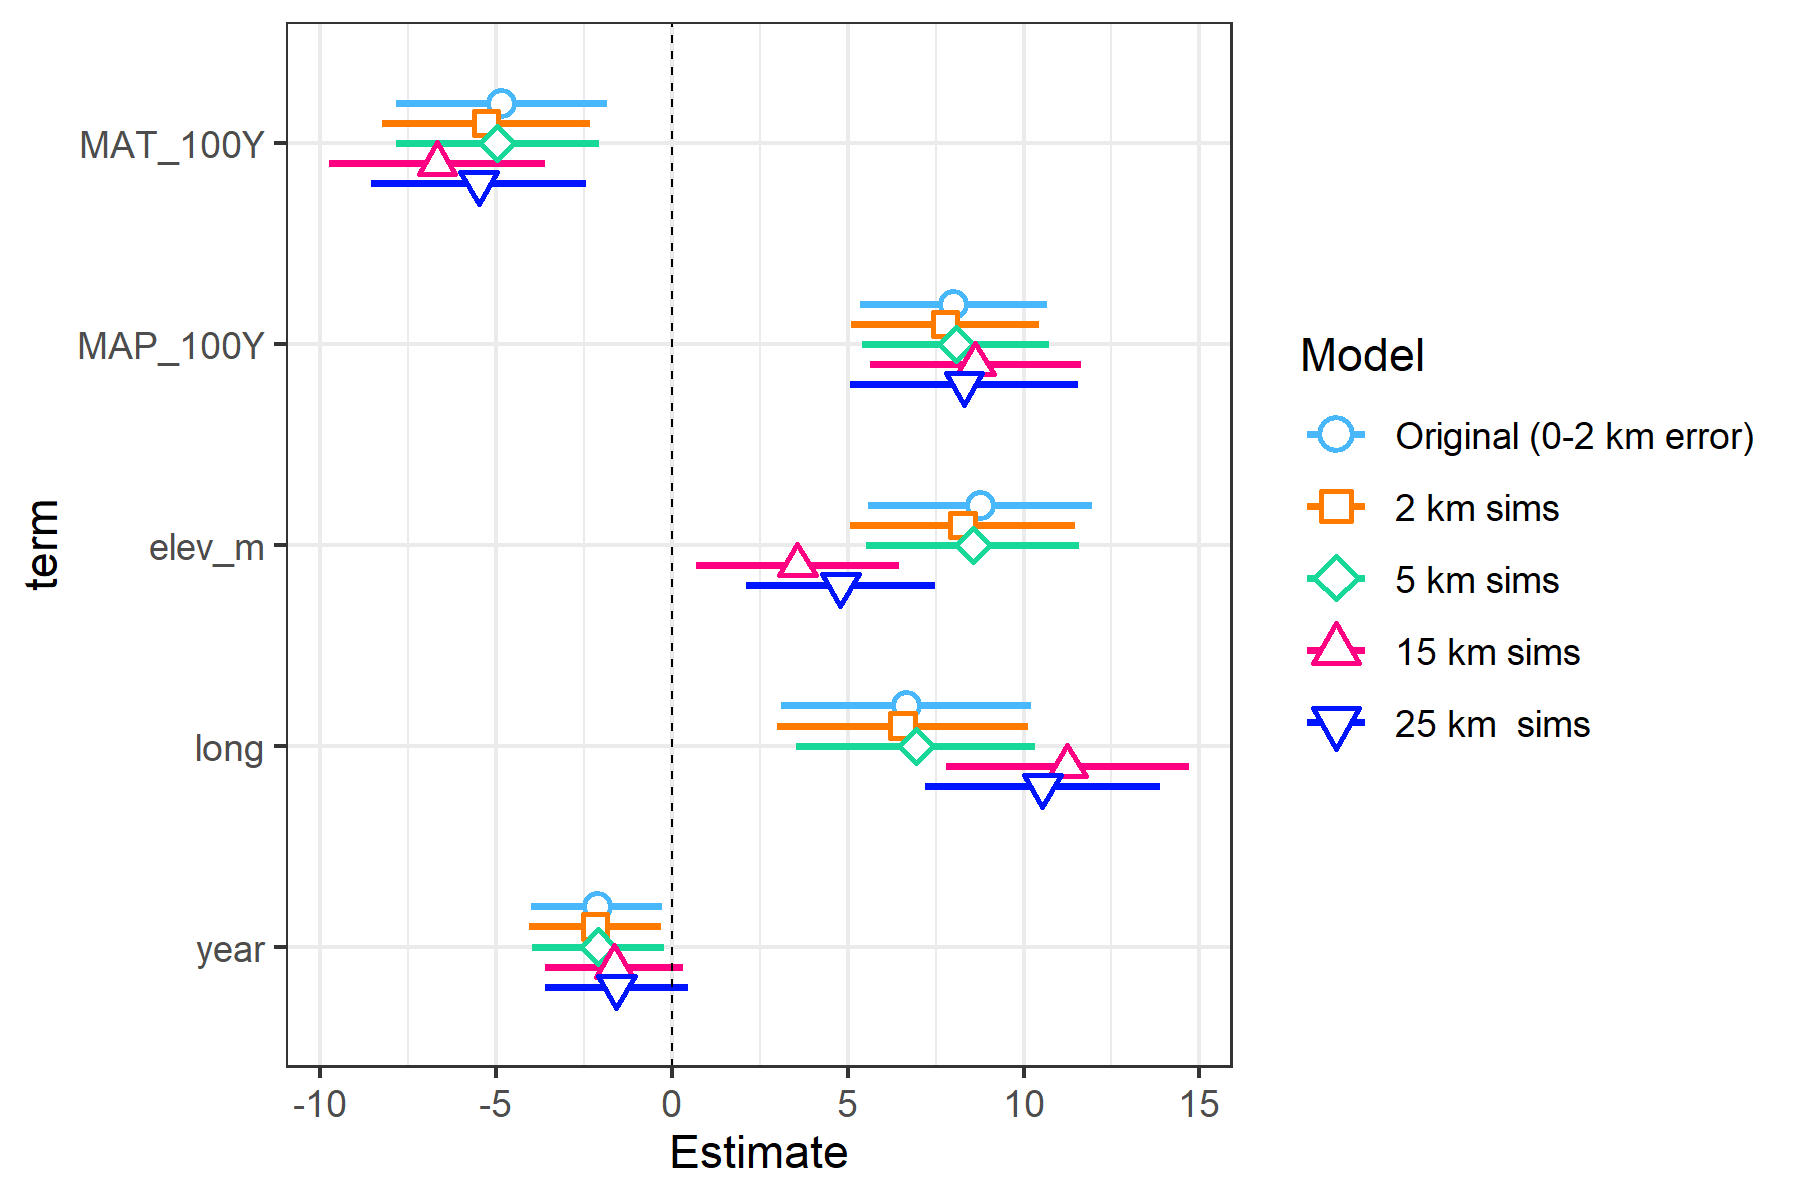 MAT_100Y
MAP_100Y
elev_m
long
year
term
-10 -5 0 5 10 15
Estimate
Model
Original (0-2 km error)
2 km sims
5 km sims
15 km sims
25 km  sims